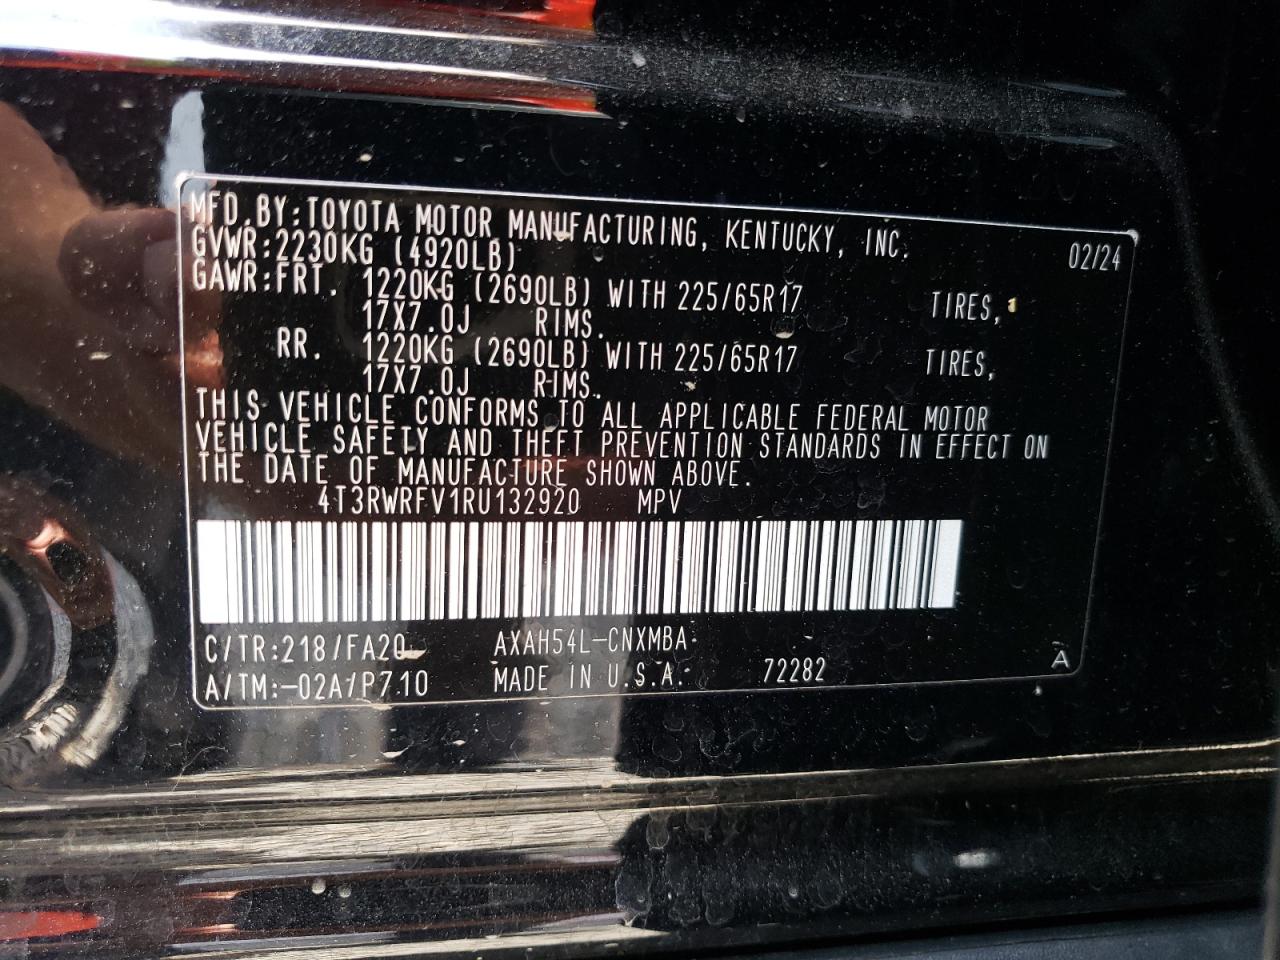 MFD.BY:TOYOTA MOTOR MANUFACTURING, KENTUCKY, INC.
GVWR:2230KG (4920LB) 02/24
GAWR:FRT. 1220KG (2690LB) WITH 225/65R17 TIRES,
17X7.0J RIMS.
RR. 1220KG (2690LB) WITH 225/65R17 TIRES,
17X7.0J RIMS.
THIS VEHICLE CONFORMS TO ALL APPLICABLE FEDERAL MOTOR
VEHICLE SAFETY AND THEFT PREVENTION STANDARDS IN EFFECT ON
THE DATE OF MANUFACTURE SHOWN ABOVE.
4T3RWRFV1RU132920 MPV
C/TR:218/FA20 AXAH54L-CNXMBA
A/TM:-02A/P710 MADE IN U.S.A. 72282 A